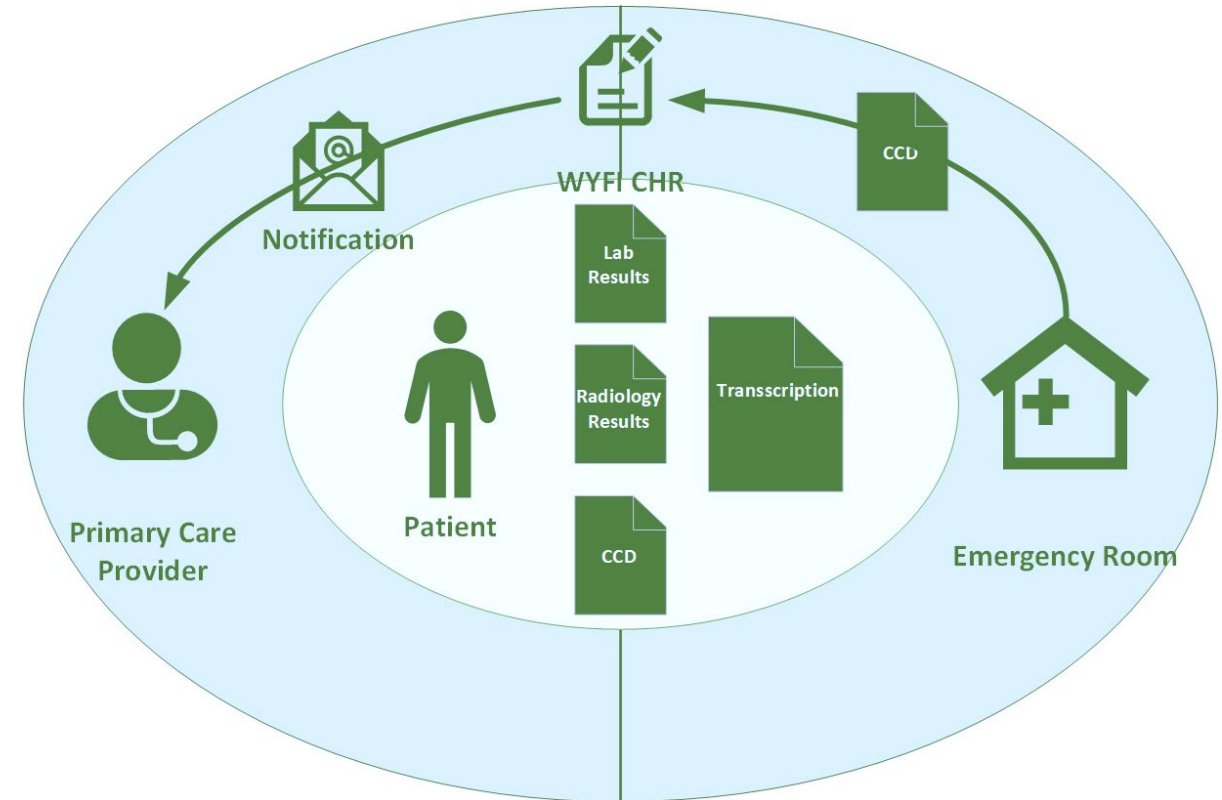 CCD
WYFI CHR
Notification
Lab
Results
Radiology
Results
Transscription
CCD
Patient
Primary Care
Provider
Emergency Room